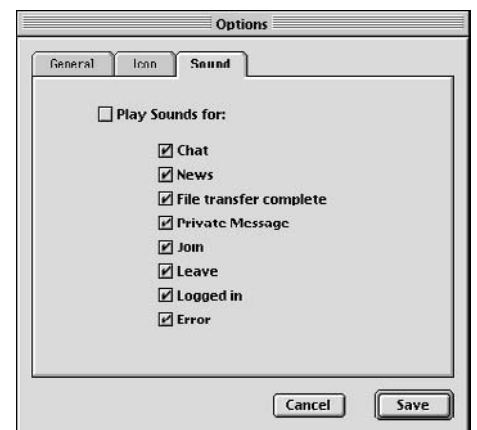 Options
General Icon Sound
Play Sounds for:
Chat
News
File transfer complete
Private Message
Join
Leave
Logged in
Error
Cancel Save